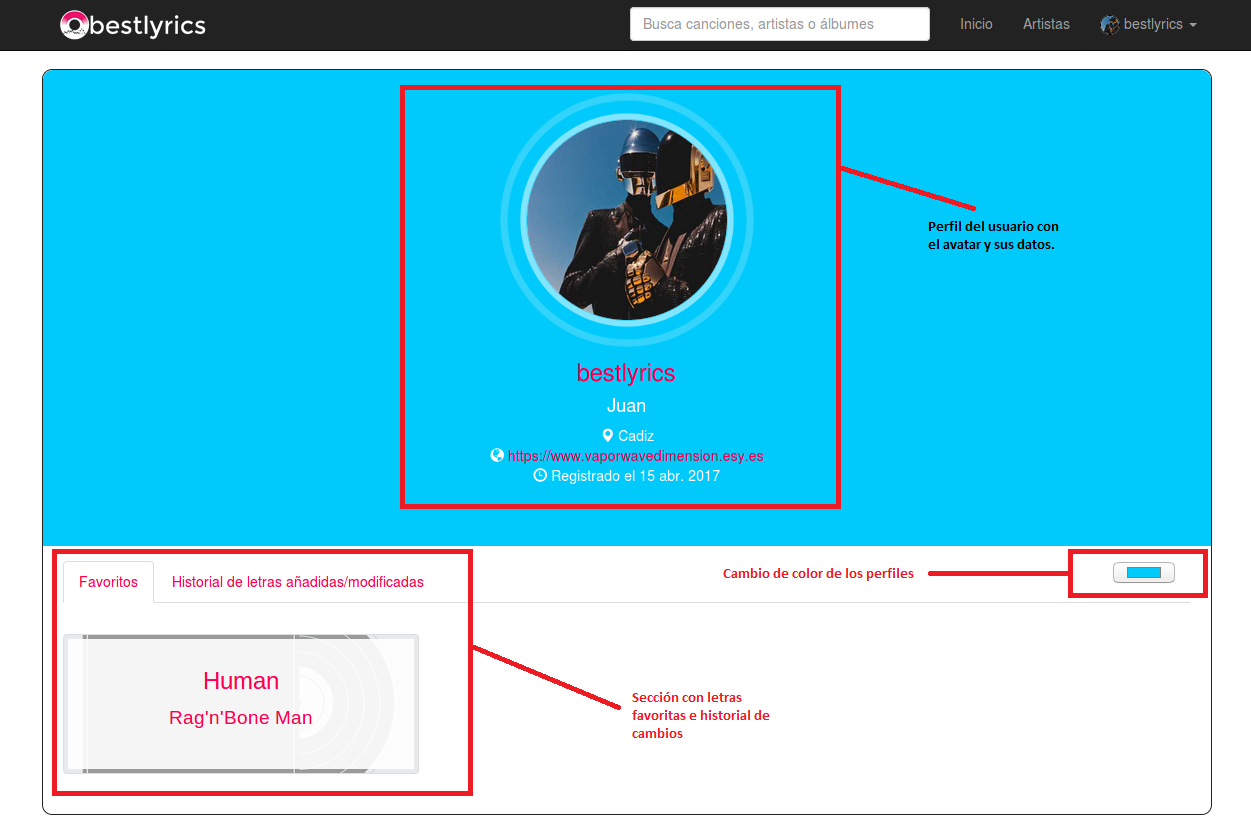 bestlyrics
Busca canciones, artistas o álbumes
Inicio
Artistas
bestlyrics
Perfil del usuario con
el avatar y sus datos.
bestlyrics
Juan
Cadiz
https://www.vaporwavedimension.esy.es
Registrado el 15 abr. 2017
Favoritos
Historial de letras añadidas/modificadas
Cambio de color de los perfiles
Human
Rag'n'Bone Man
Sección con letras
favoritas e historial de
cambios